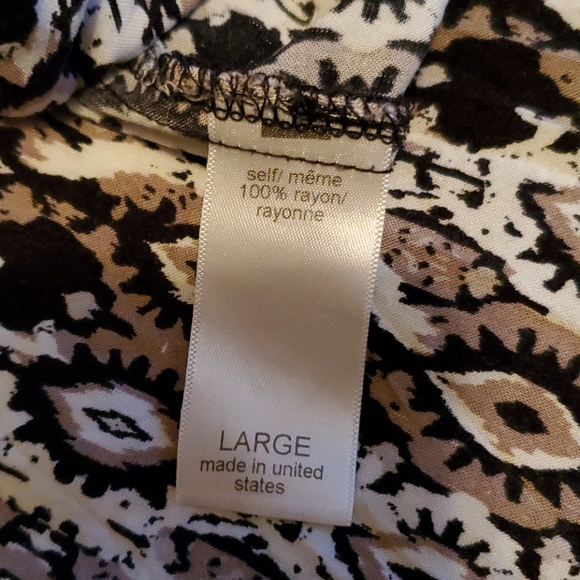 self/ même
100% rayon/
rayonne
LARGE
made in united
states